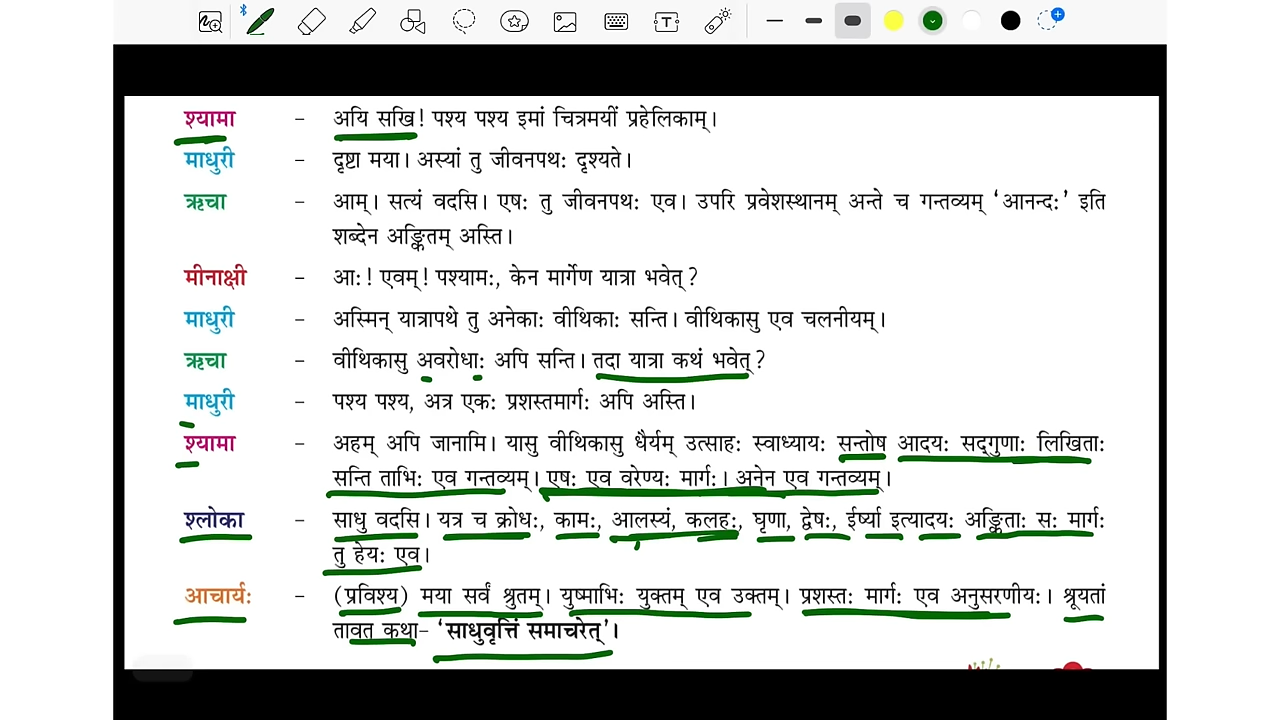 श्यामा – अयि सखि! पश्य पश्य इमां चित्रमयीं प्रहेलिकाम्।
माधुरी – दृष्टा मया। अस्यां तु जीवनपथः दृश्यते।
ऋचा – आम्। सत्यं वदसि। एषः तु जीवनपथः एव। उपरि प्रवेशस्थानम् अन्ते च गन्तव्यम् ‘आनन्दः’ इति
शब्देन अङ्कितम् अस्ति।
मीनाक्षी – आः! एवम्! पश्यामः, केन मार्गेण यात्रा भवेत्?
माधुरी – अस्मिन् यात्रापथे तु अनेकाः वीथिकाः सन्ति। वीथिकासु एव चलनीयम्।
ऋचा – वीथिकासु अवरोधाः अपि सन्ति। तदा यात्रा कथं भवेत्?
माधुरी – पश्य पश्य, अत्र एकः प्रशस्तमार्गः अपि अस्ति।
श्यामा – अहम् अपि जानामि। यासु वीथिकासु धैर्यम् उत्साहः स्वाध्यायः सन्तोष आदयः सद्गुणाः लिखिताः
सन्ति ताभिः एव गन्तव्यम्। एषः एव वरेण्यः मार्गः। अनेन एव गन्तव्यम्।
श्लोका – साधु वदसि। यत्र च क्रोधः, कामः, आलस्यं, कलहः, घृणा, द्वेषः, ईर्ष्या इत्यादयः अङ्किताः सः मार्गः
तु हेयः एव।
आचार्यः – (प्रविश्य) मया सर्वं श्रुतम्। युष्माभिः युक्तम् एव उक्तम्। प्रशस्तः मार्गः एव अनुसरणीयः। श्रूयतां
तावत कथा– ‘साधुवृत्तिं समाचरेत्’।